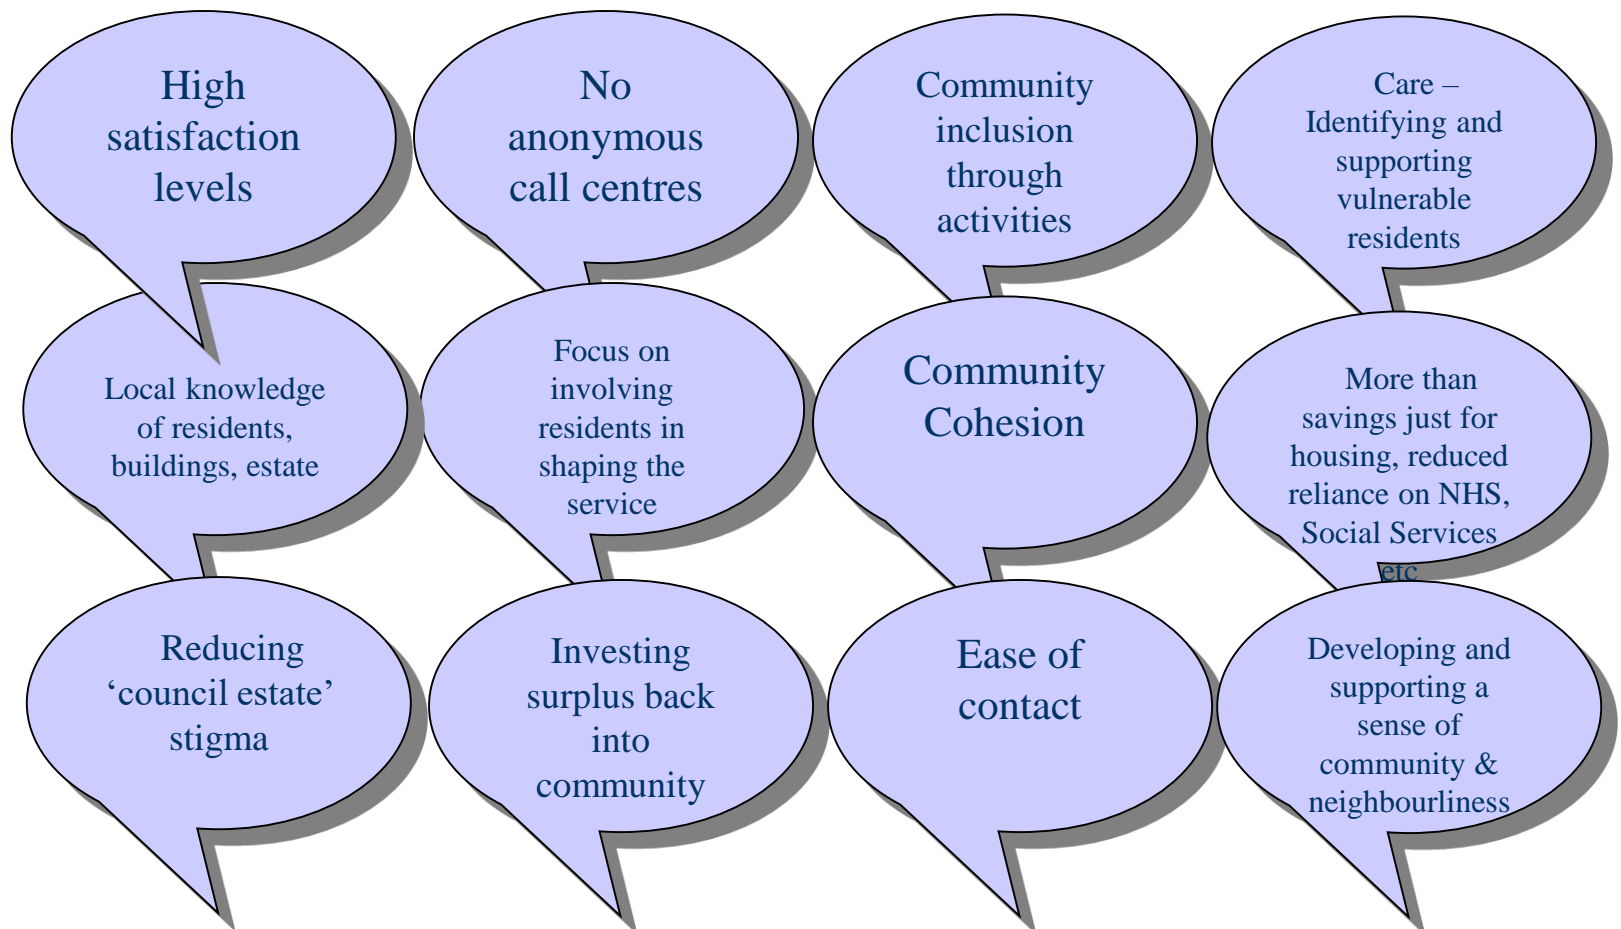 High
satisfaction
levels
No
anonymous
call centres
Community
inclusion
through
activities
Care –
Identifying and
supporting
vulnerable
residents
Local knowledge
of residents,
buildings, estate
Focus on
involving
residents in
shaping the
service
Community
Cohesion
More than
savings just for
housing, reduced
reliance on NHS,
Social Services
etc
Reducing
‘council estate’
stigma
Investing
surplus back
into
community
Ease of
contact
Developing and
supporting a
sense of
community &
neighbourliness